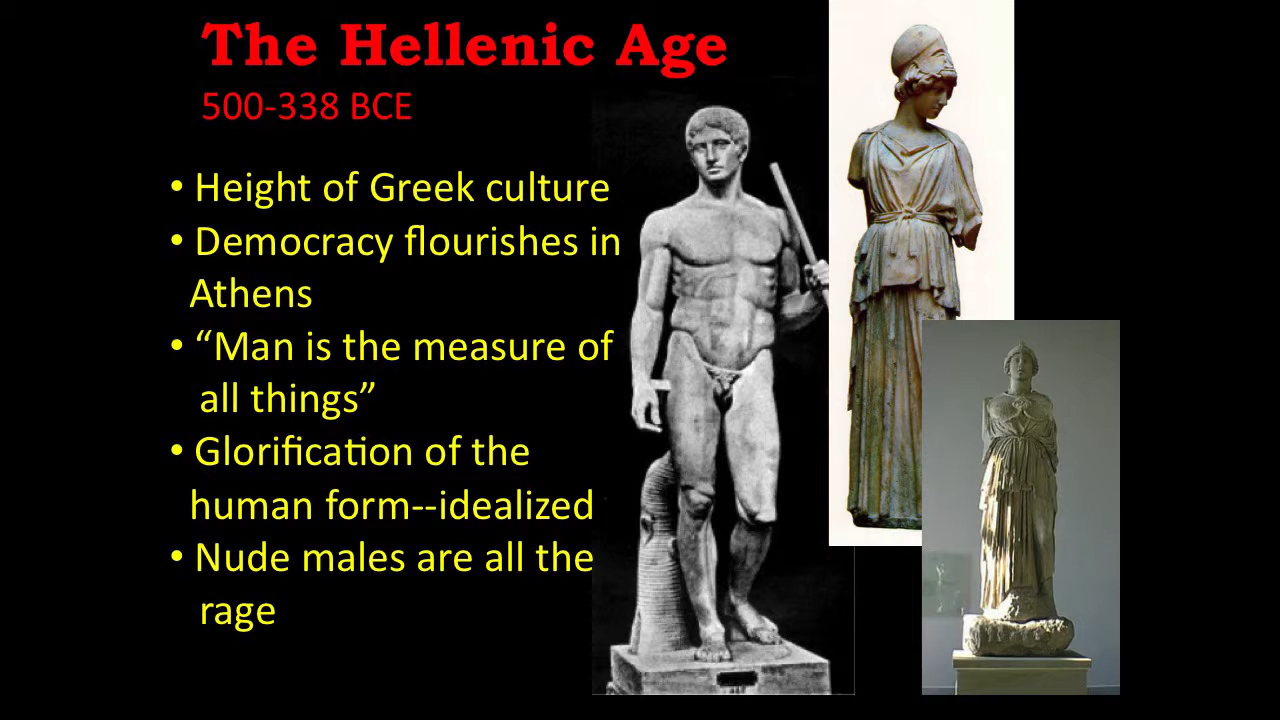 The Hellenic Age
500-338 BCE
• Height of Greek culture
• Democracy flourishes in
Athens
• “Man is the measure of
all things”
• Glorification of the
human form--idealized
• Nude males are all the
rage